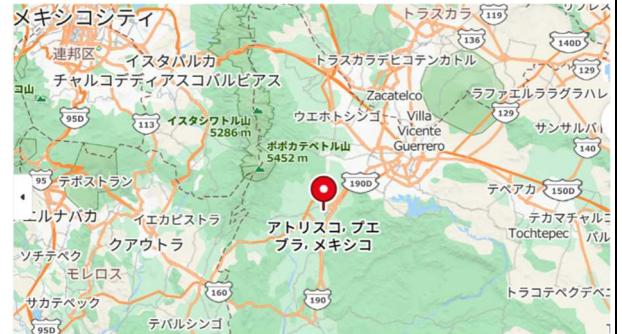 メキシコシティ
トラスカラ
119
連邦区
136
140D
イスタパルカ
チャルコデディアスコバルビアス
トラスカラデヒコテンカトル
129
Zacatelco
ラファエルララグラハレ
95D
113
イスタシワトル山
5286 m
ウエホトシンゴ
Villa
Vicente
Guerrero
129
サンサルバ
ポポカテペトル山
5452 m
140
95
テポストラン
190D
テペアカ
150D
エルナバカ
イエカピストラ
アトリスコ, プエ
ブラ, メキシコ
テカマチャルコ
Tochtepec
クアウトラ
ソチテペク
モレロス
160
190
トラコテペクデベニ
サカテペック
テパルシンゴ
95D